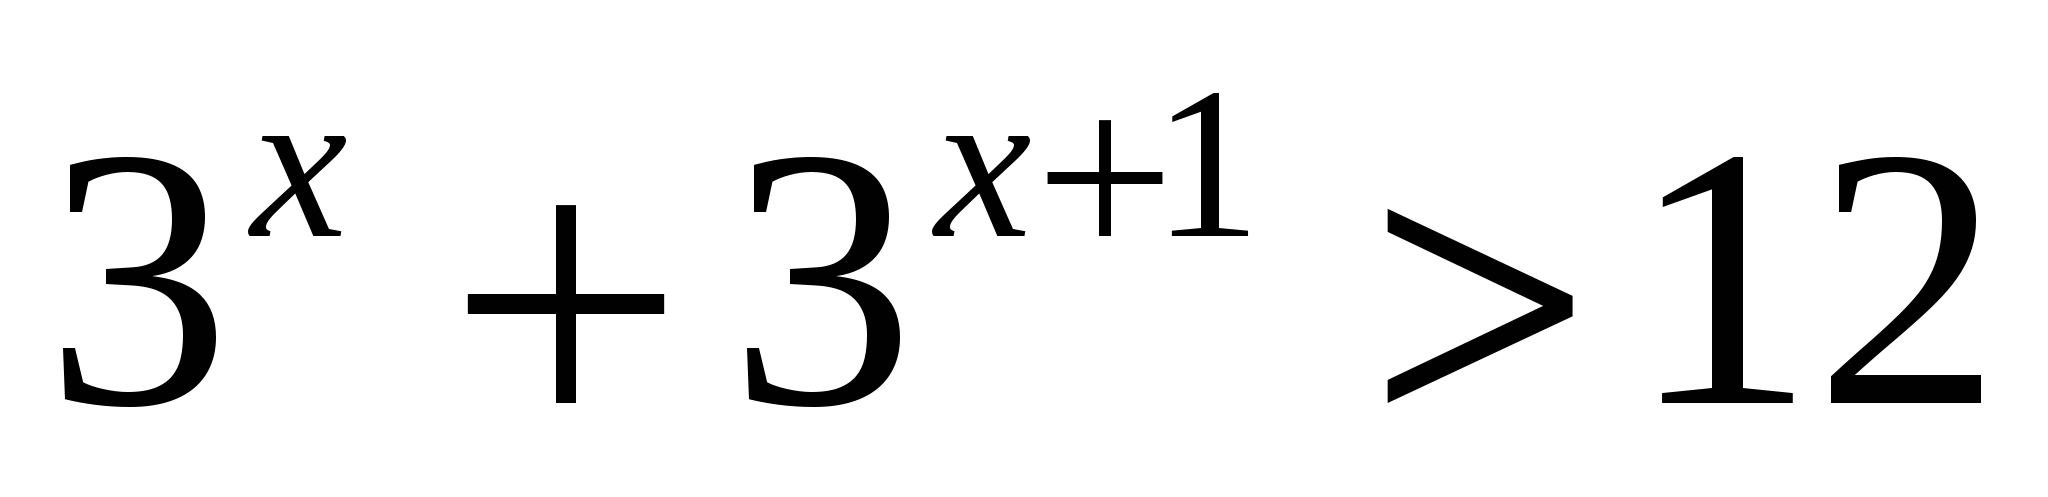 3^x + 3^{x+1} > 12